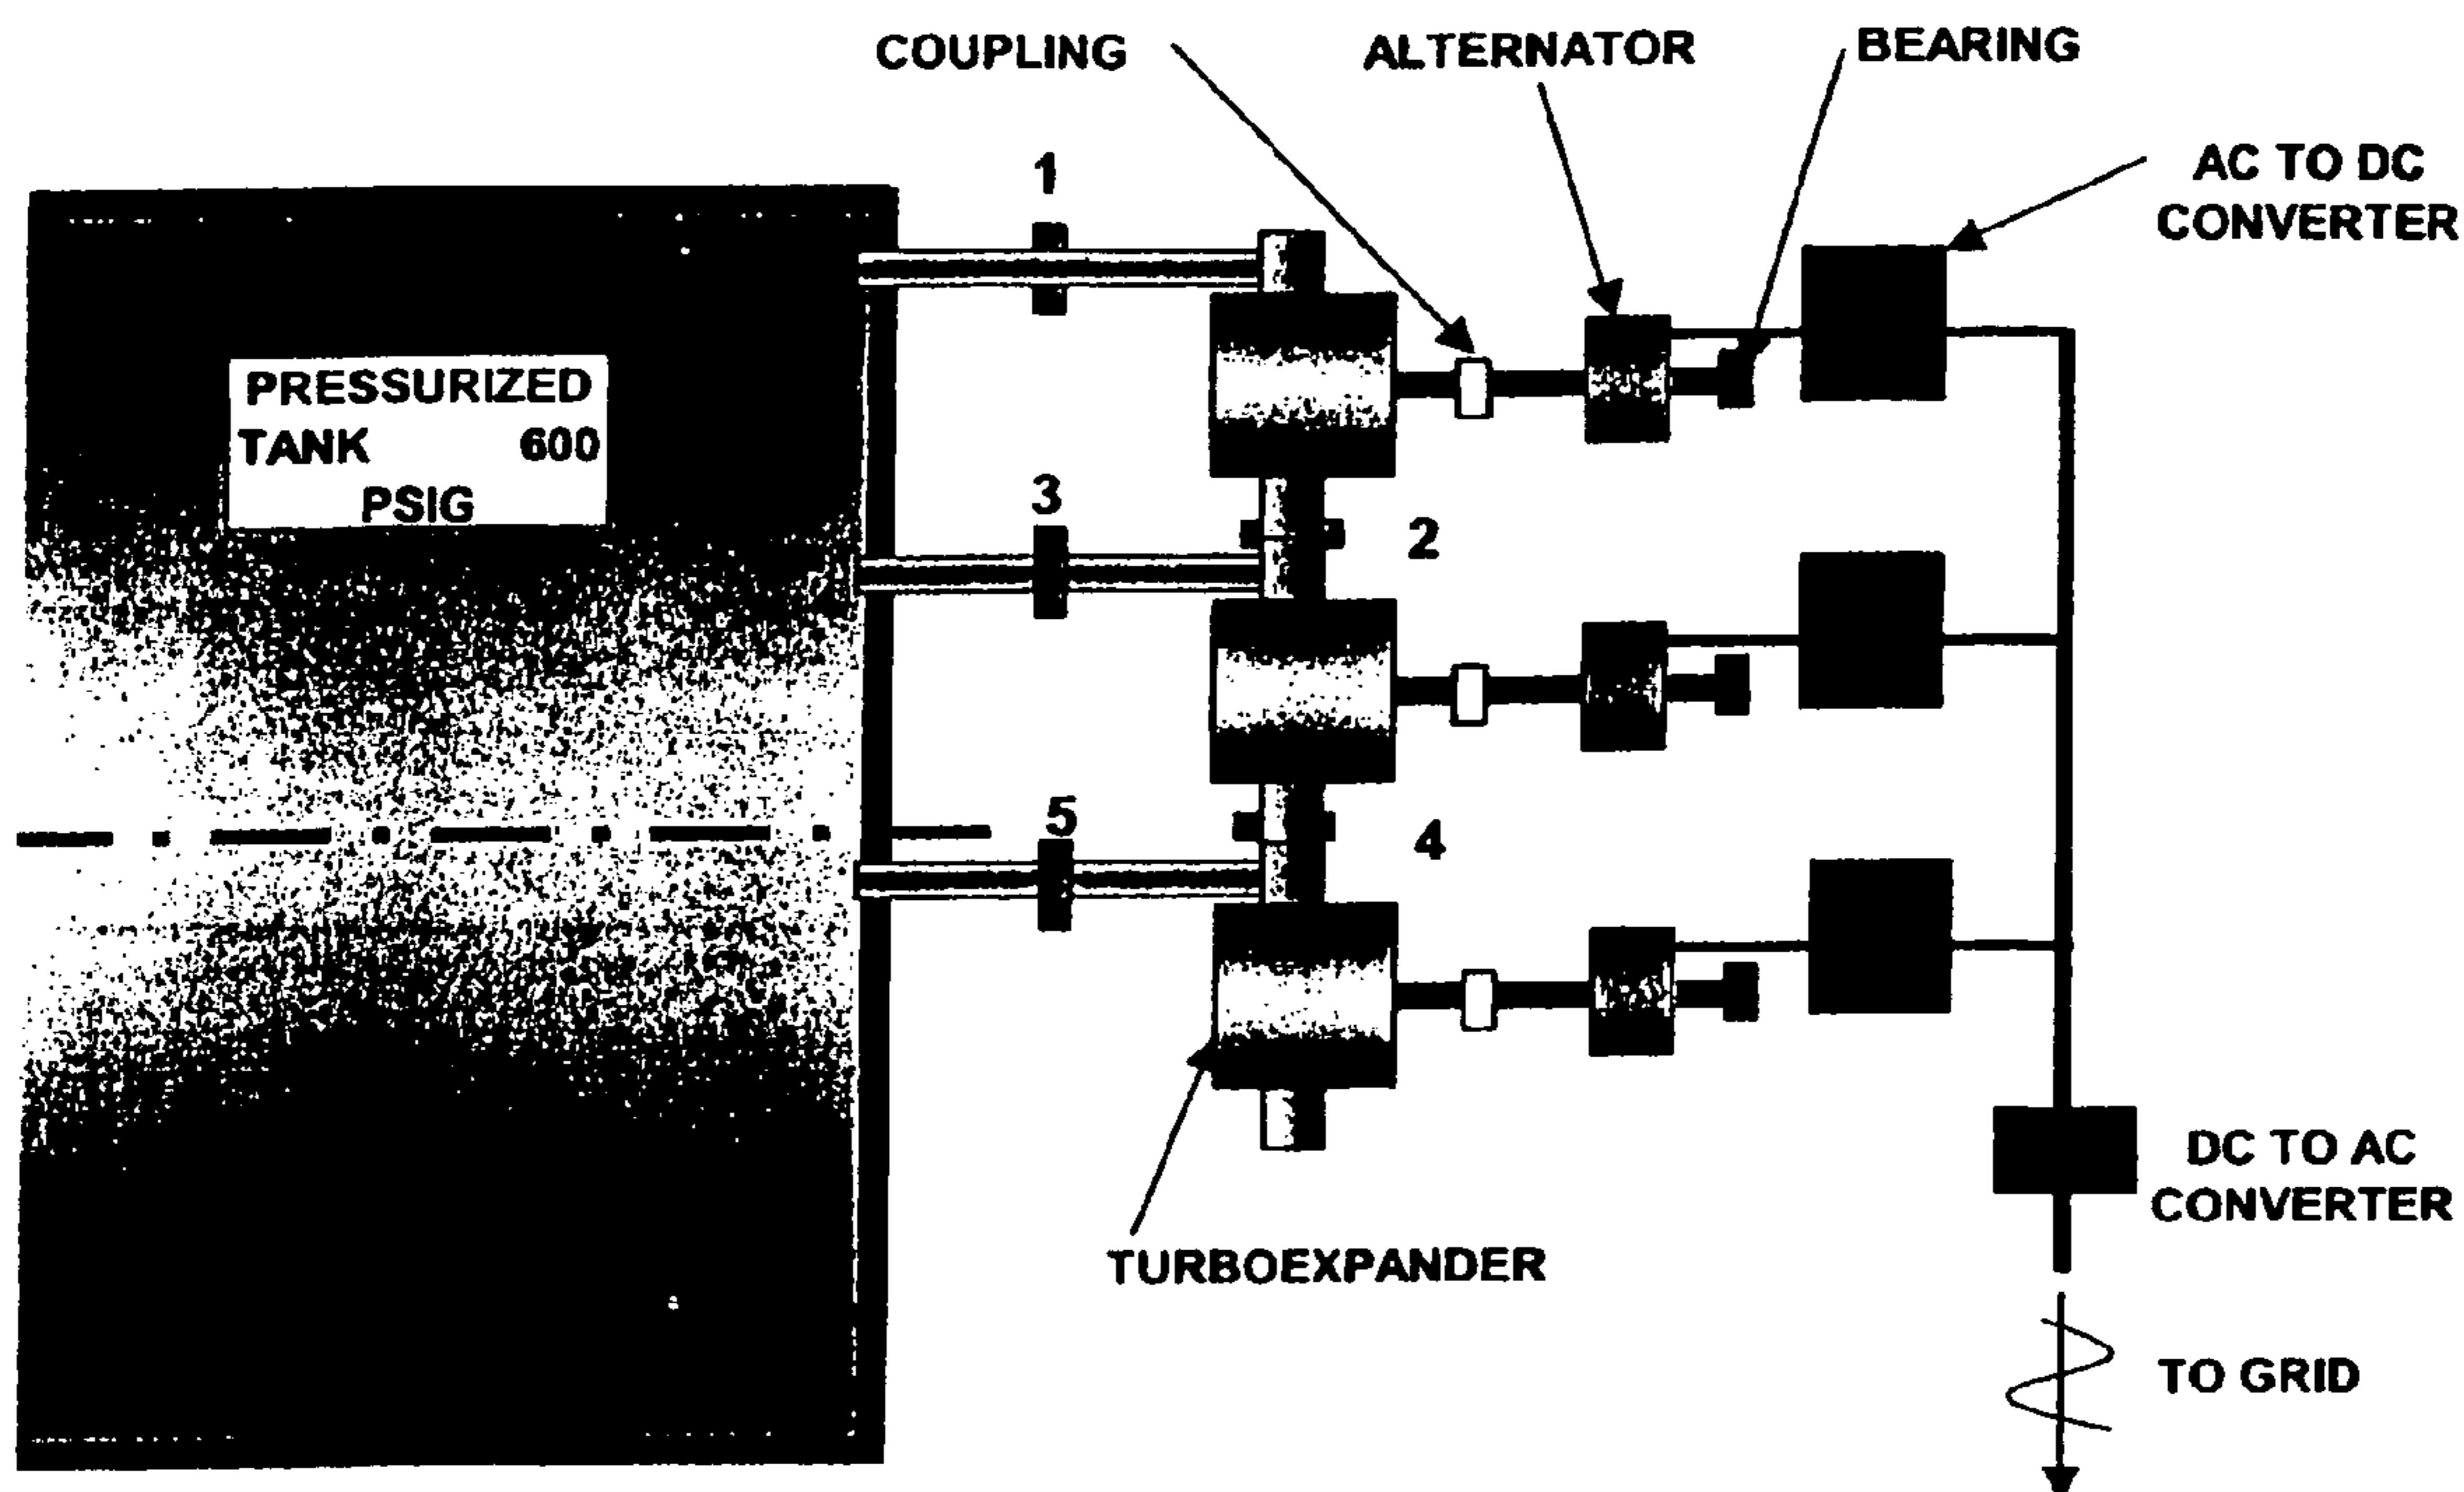 COUPLING
ALTERNATOR
BEARING
AC TO DC
CONVERTER
1
PRESSURIZED
TANK 600
PSIG
3
2
5
4
DC TO AC
CONVERTER
TURBOEXPANDER
TO GRID